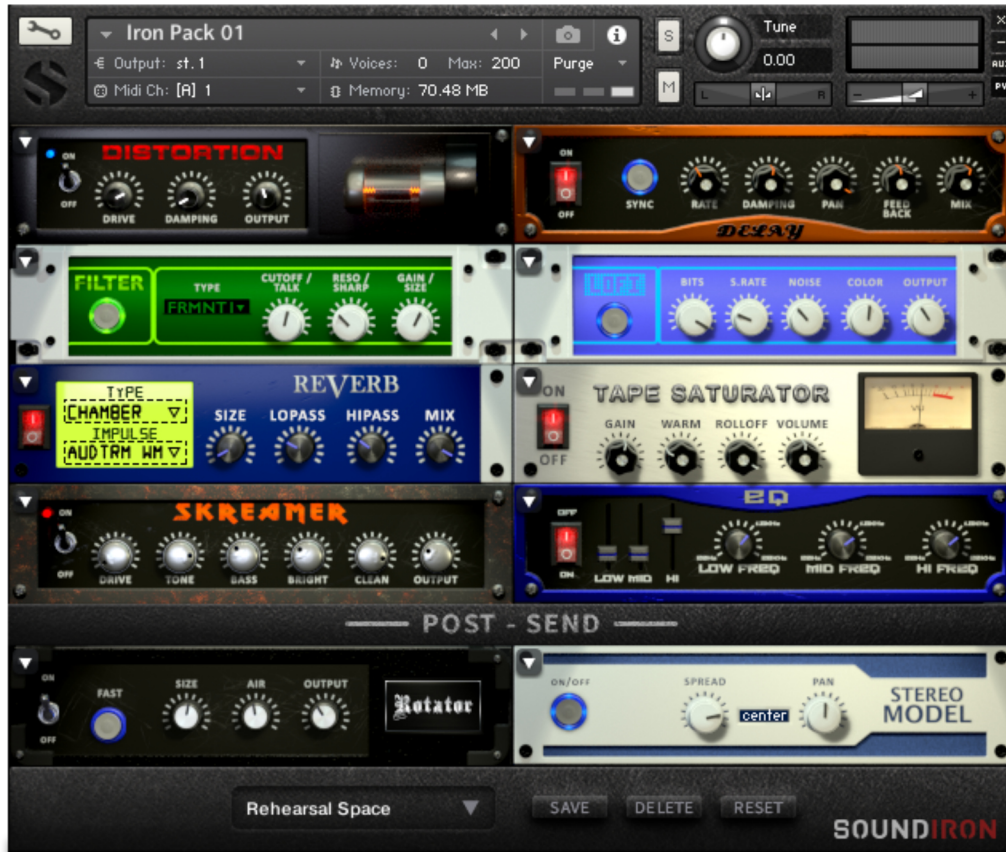 Iron Pack 01
Output: st.1
Voices: 0 Max: 200
Purge
Midi Ch: [A] 1
Memory: 70.48 MB
S
M
Tune
0.00
L R
- +
AUX
PV
ON
OFF
DISTORTION
DRIVE DAMPING OUTPUT
ON
OFF
SYNC RATE DAMPING PAN FEED BACK MIX
DELAY
FILTER
TYPE
FRMNT1
CUTOFF / TALK
RESO / SHARP
GAIN / SIZE
LOFI
BITS S.RATE NOISE COLOR OUTPUT
TYPE
CHAMBER
IMPULSE
AUDTRM WM
REVERB
SIZE LOPASS HIPASS MIX
ON
OFF
TAPE SATURATOR
GAIN WARM ROLLOFF VOLUME
VU
ON
OFF
SKREAMER
DRIVE TONE BASS BRIGHT CLEAN OUTPUT
OFF
ON
EQ
LOW MID HI
LOW FREQ MID FREQ HI FREQ
POST - SEND
ON
OFF
FAST
SIZE AIR OUTPUT
Rotator
ON/OFF
SPREAD
center
PAN
STEREO
MODEL
Rehearsal Space
SAVE DELETE RESET
SOUNDIRON